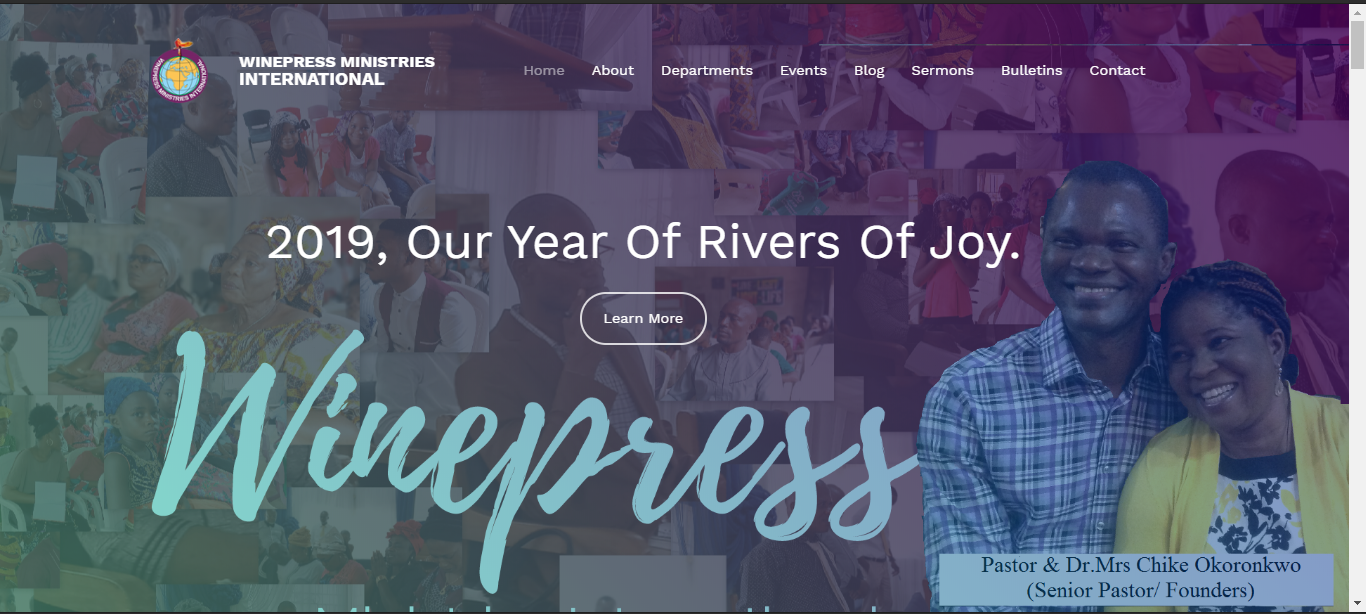 WINEPRESS MINISTRIES
INTERNATIONAL
Home About Departments Events Blog Sermons Bulletins Contact
2019, Our Year Of Rivers Of Joy.
Learn More
Winepress
Pastor & Dr.Mrs Chike Okoronkwo
(Senior Pastor/ Founders)